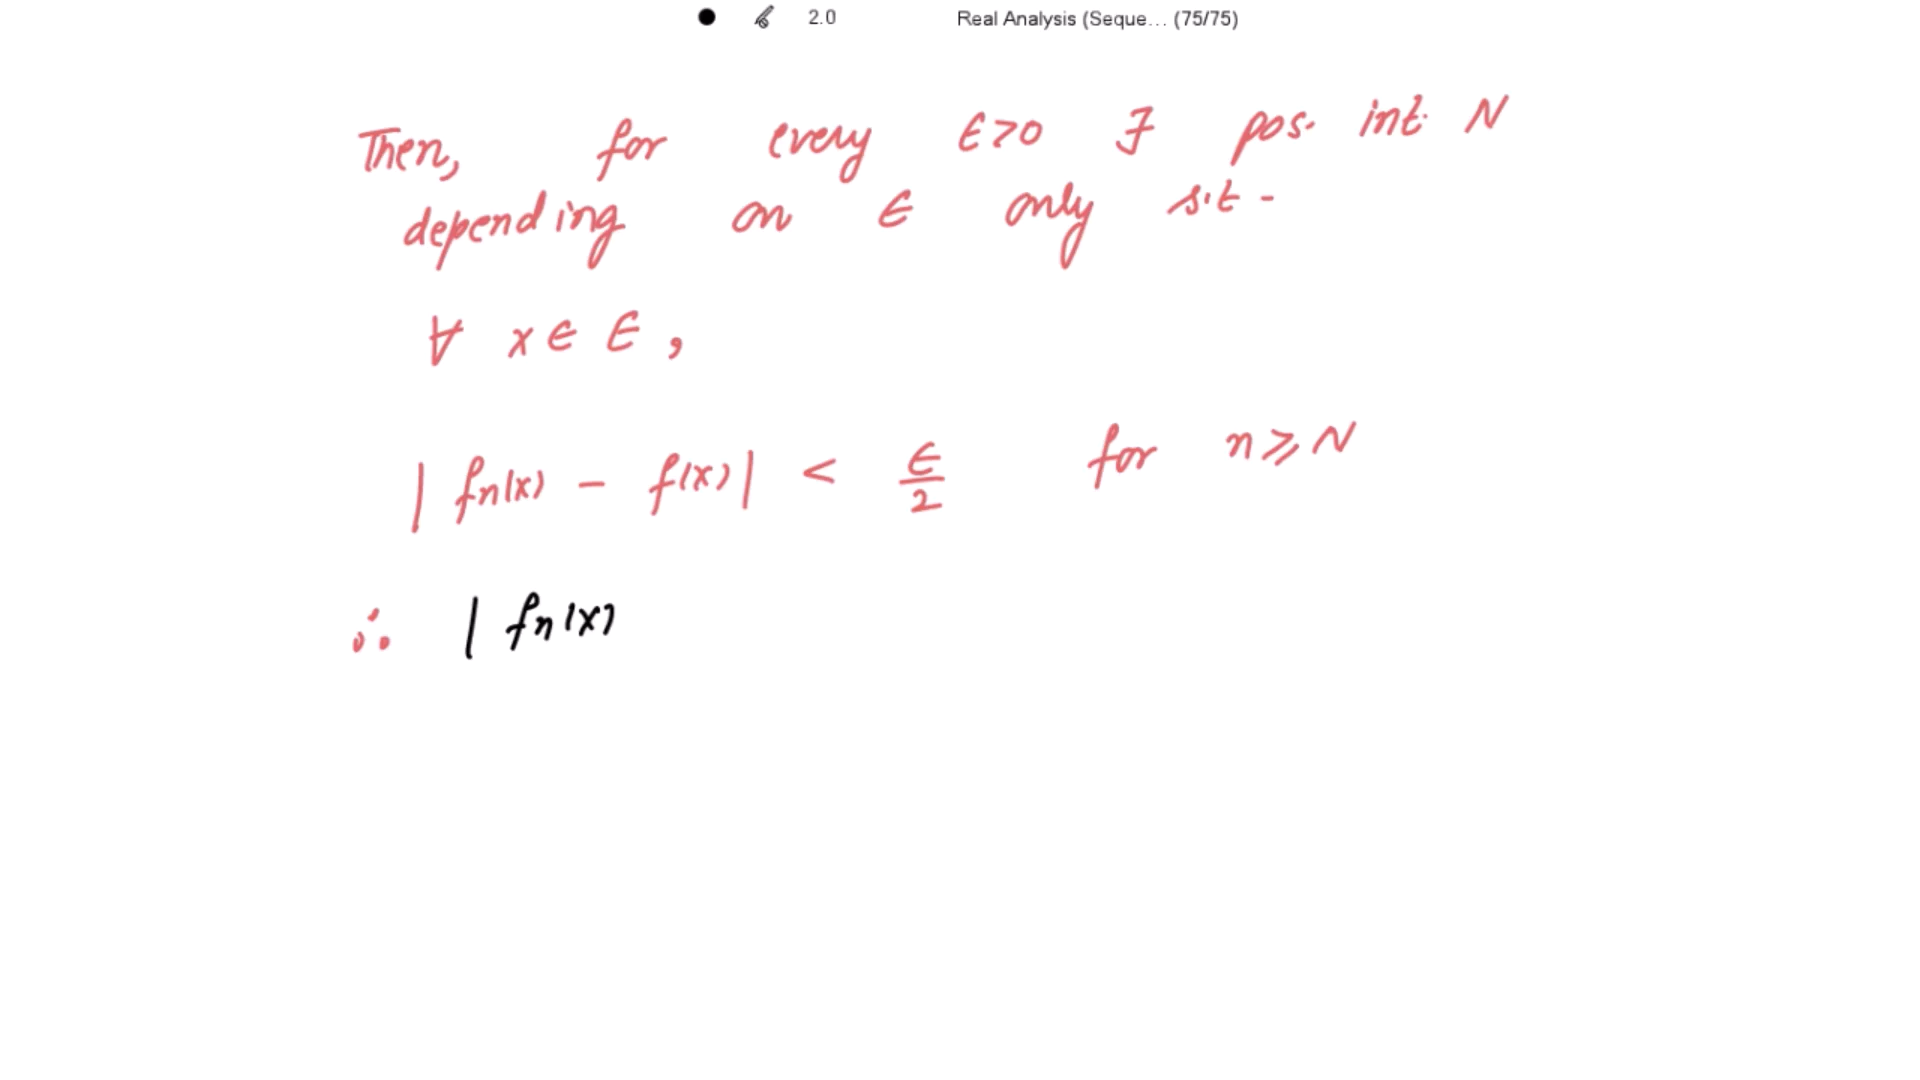 2.0 Real Analysis (Seque... (75/75)
Then, for every ϵ>0 ∃ pos. int. N
depending on ϵ only s.t -
∀ x ∈ E ,
| fn(x) - f(x) | < ϵ/2 for n ≥ N
∴ | fn(x)